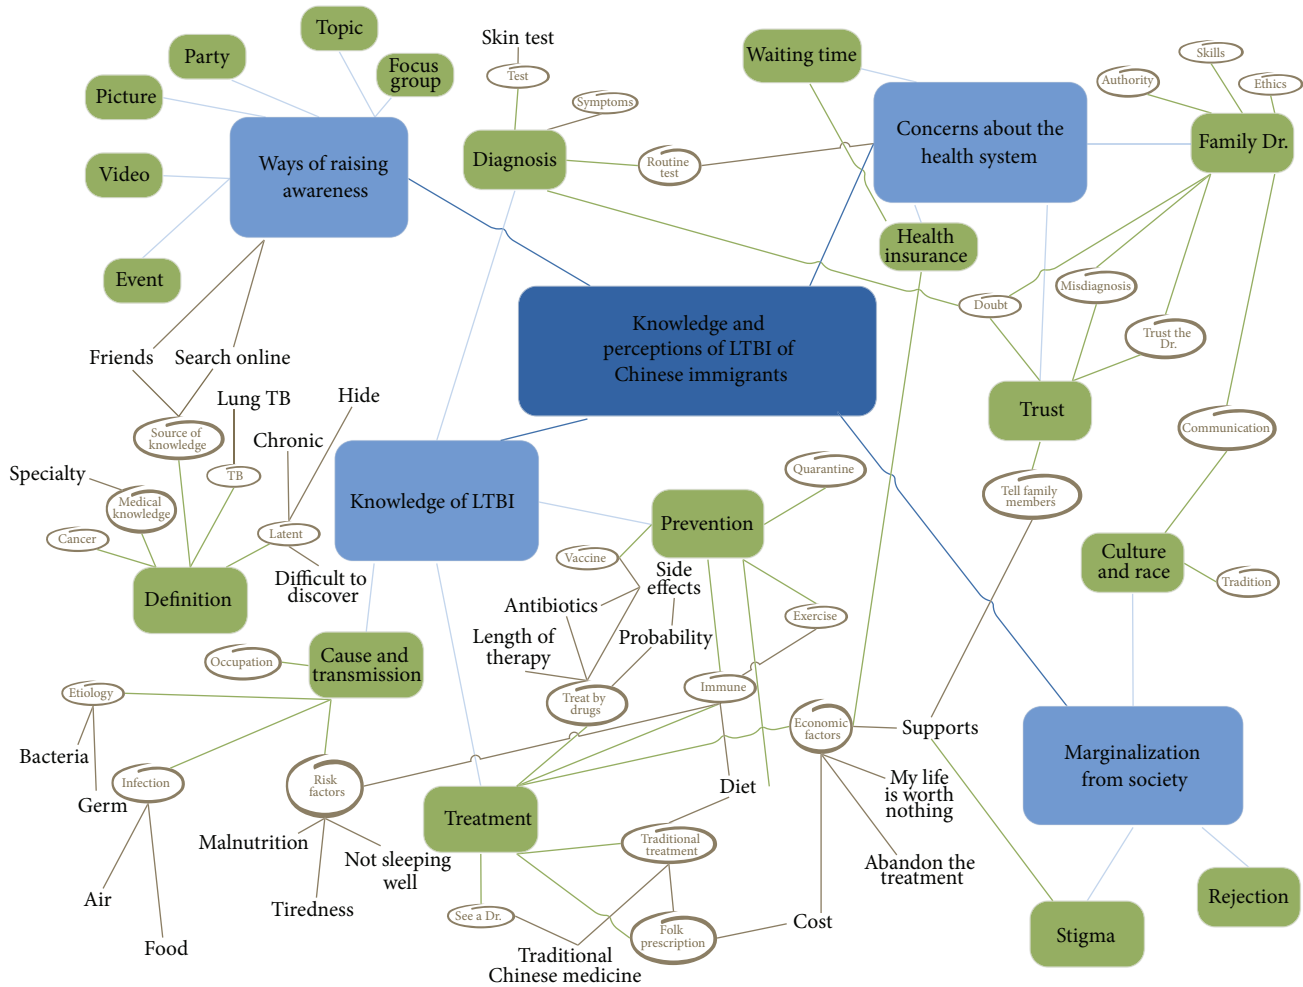 Topic
Party
Focus
group
Picture
Video
Event
Ways of raising
awareness
Skin test
Test
Symptoms
Diagnosis
Routine
test
Waiting time
Concerns about the
health system
Skills
Authority
Ethics
Family Dr.
Health
insurance
Doubt
Misdiagnosis
Trust the
Dr.
Trust
Communication
Tell family
members
Culture
and race
Tradition
Knowledge and
perceptions of LTBI of
Chinese immigrants
Friends
Search online
Source of
knowledge
Lung TB
TB
Hide
Chronic
Specialty
Medical
knowledge
Cancer
Latent
Difficult to
discover
Definition
Knowledge of LTBI
Quarantine
Prevention
Vaccine
Side
effects
Antibiotics
Length of
therapy
Probability
Exercise
Treat by
drugs
Immune
Occupation
Cause and
transmission
Etiology
Bacteria
Germ
Infection
Air
Food
Risk
factors
Malnutrition
Not sleeping
well
Tiredness
Treatment
Diet
Traditional
treatment
See a Dr.
Folk
prescription
Traditional
Chinese medicine
Economic
factors
Supports
My life
is worth
nothing
Abandon the
treatment
Cost
Marginalization
from society
Rejection
Stigma